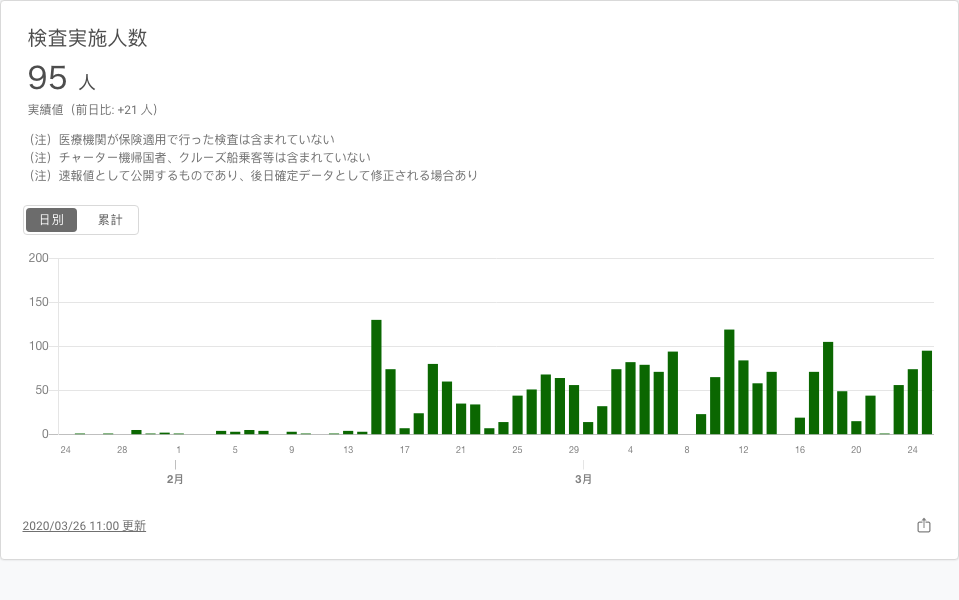 検査実施人数
95 人
実績値（前日比: +21 人）
（注）医療機関が保険適用で行った検査は含まれていない
（注）チャーター機帰国者、クルーズ船乗客等は含まれていない
（注）速報値として公開するものであり、後日確定データとして修正される場合あり
日別 累計
200
150
100
50
0
24 28 1 5 9 13 17 21 25 29 4 8 12 16 20 24
2月 3月
2020/03/26 11:00 更新